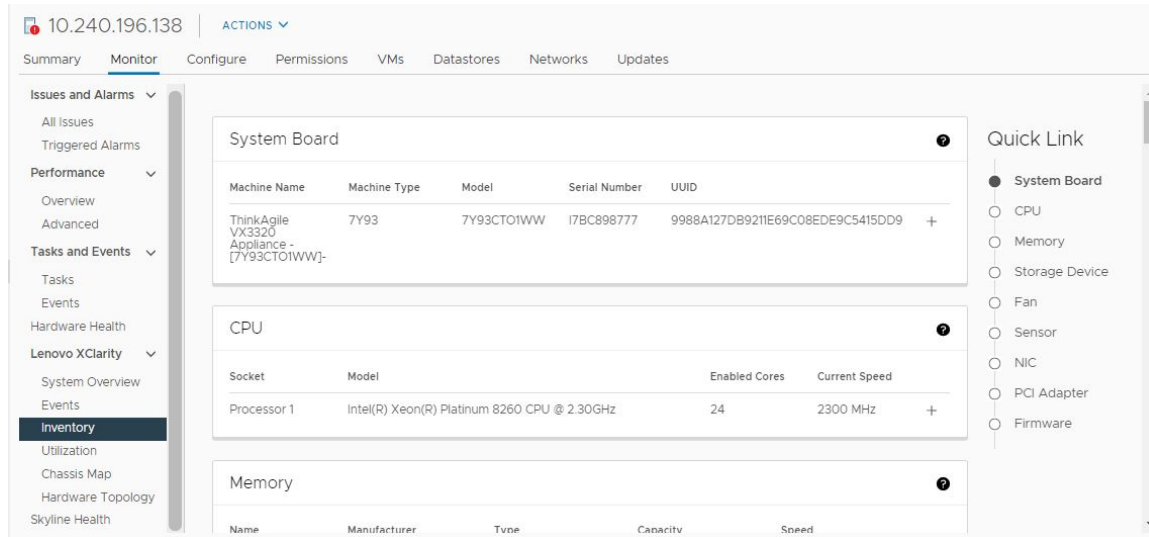 10.240.196.138 ACTIONS
Summary Monitor Configure Permissions VMs Datastores Networks Updates
Issues and Alarms
All Issues
Triggered Alarms
Performance
Overview
Advanced
Tasks and Events
Tasks
Events
Hardware Health
Lenovo XClarity
System Overview
Events
Inventory
Utilization
Chassis Map
Hardware Topology
Skyline Health
System Board
Machine Name Machine Type Model Serial Number UUID
ThinkAgile 7Y93 7Y93CTO1WW I7BC898777 9988A127DB9211E69C08EDE9C5415DD9 +
VX3320
Appliance -
[7Y93CTO1WW]-
CPU
Socket Model Enabled Cores Current Speed
Processor 1 Intel(R) Xeon(R) Platinum 8260 CPU @ 2.30GHz 24 2300 MHz +
Memory
Name Manufacturer Type Capacity Speed
Quick Link
System Board
CPU
Memory
Storage Device
Fan
Sensor
NIC
PCI Adapter
Firmware